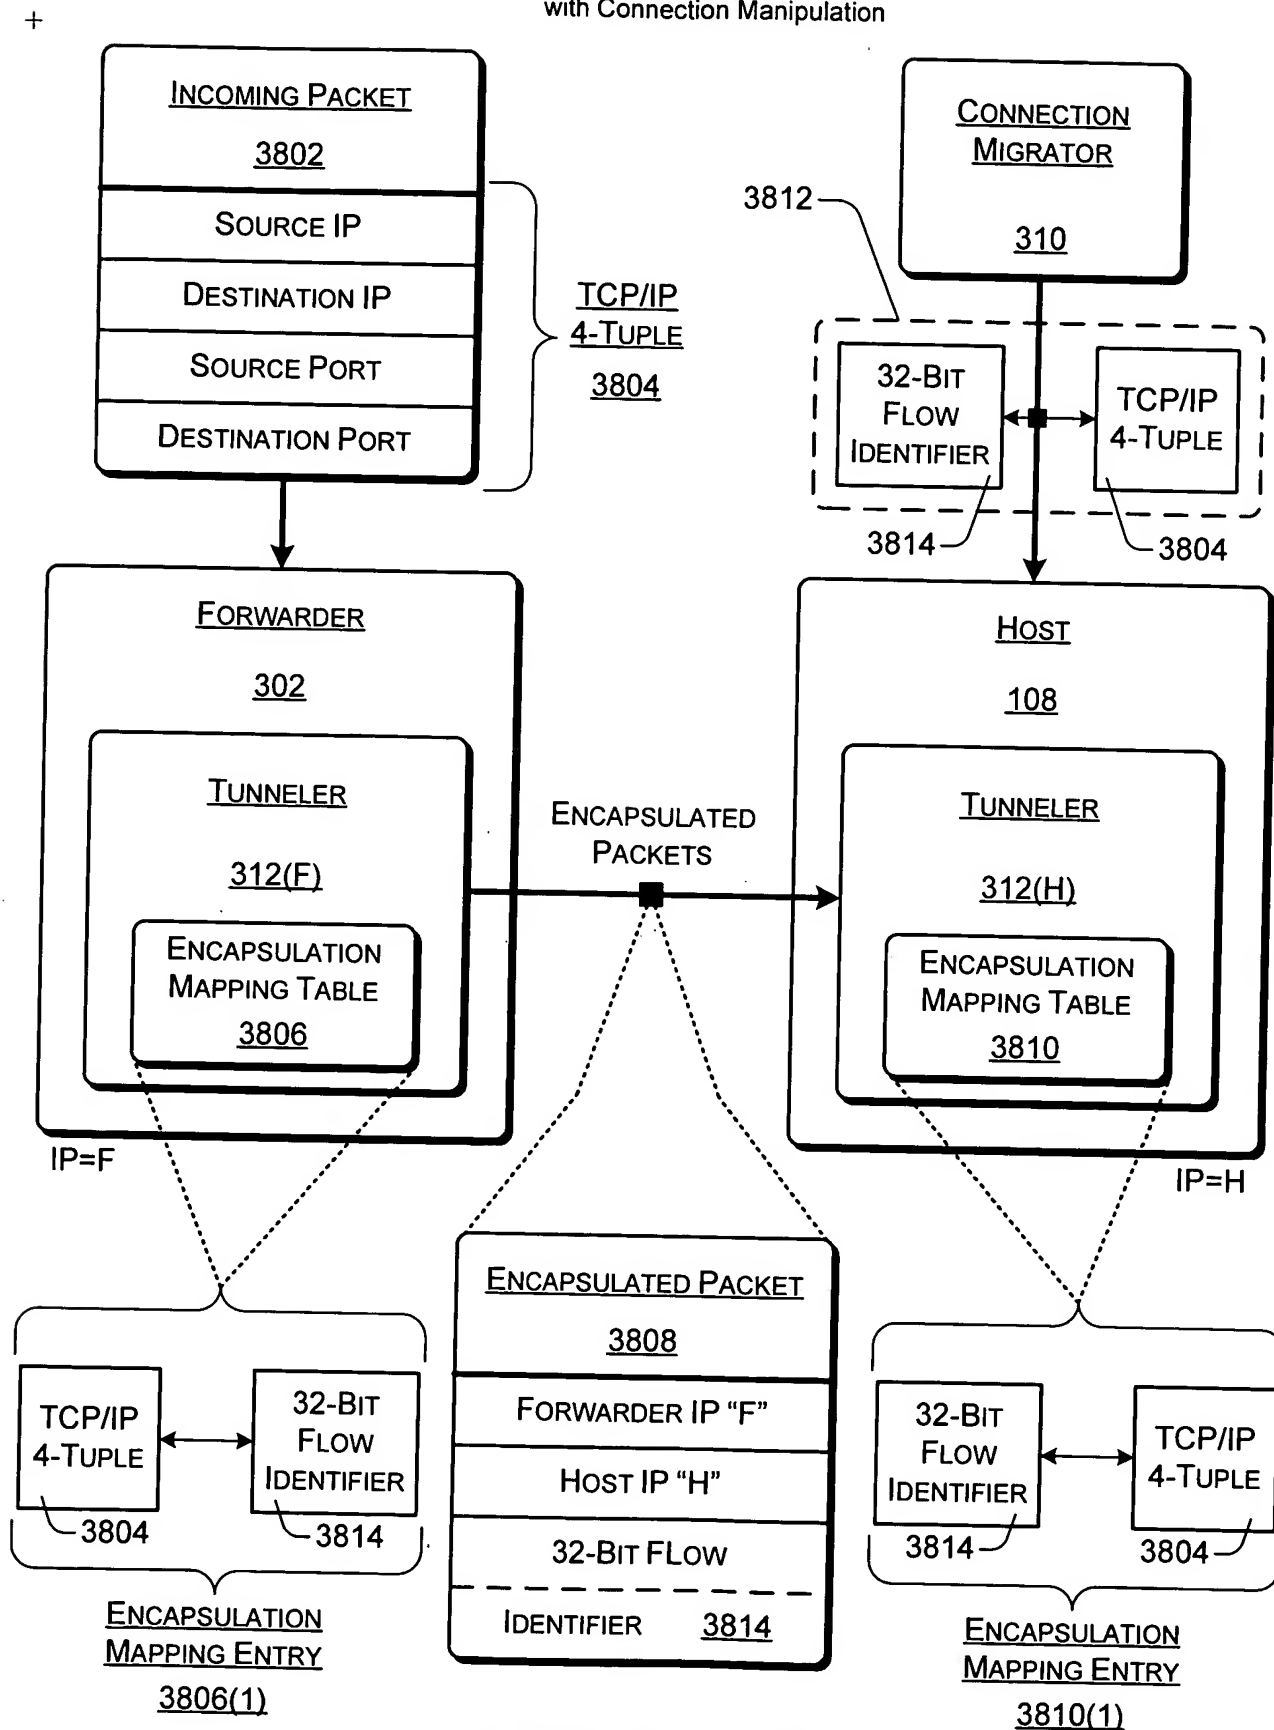 with Connection Manipulation
+
INCOMING PACKET
3802
SOURCE IP
DESTINATION IP
SOURCE PORT
DESTINATION PORT
TCP/IP
4-TUPLE
3804
CONNECTION
MIGRATOR
310
3812
32-BIT
FLOW
IDENTIFIER
TCP/IP
4-TUPLE
3814
3804
FORWARDER
302
TUNNELER
312(F)
ENCAPSULATION
MAPPING TABLE
3806
IP=F
ENCAPSULATED
PACKETS
HOST
108
TUNNELER
312(H)
ENCAPSULATION
MAPPING TABLE
3810
IP=H
TCP/IP
4-TUPLE
32-BIT
FLOW
IDENTIFIER
3804
3814
ENCAPSULATION
MAPPING ENTRY
3806(1)
ENCAPSULATED PACKET
3808
FORWARDER IP “F”
HOST IP “H”
32-BIT FLOW
IDENTIFIER 3814
32-BIT
FLOW
IDENTIFIER
TCP/IP
4-TUPLE
3814
3804
ENCAPSULATION
MAPPING ENTRY
3810(1)